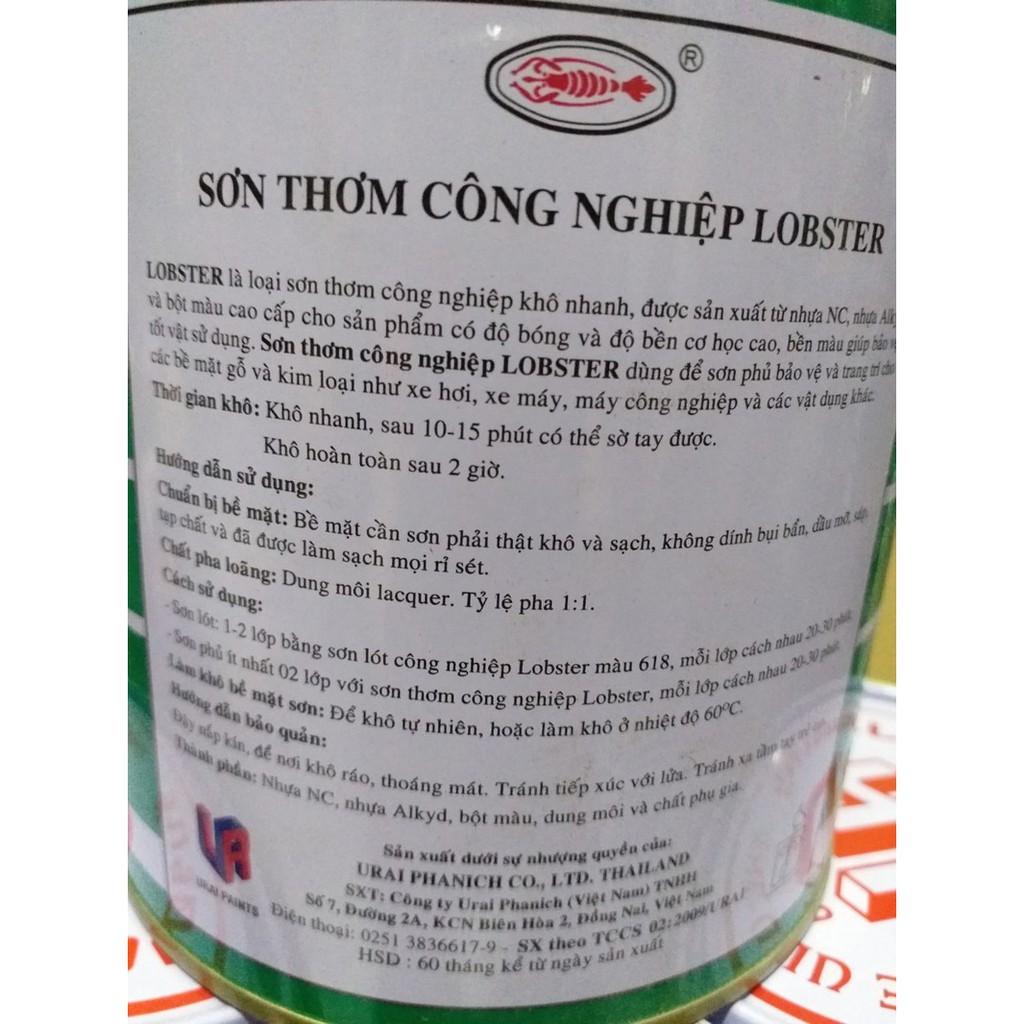 ®
SƠN THƠM CÔNG NGHIỆP LOBSTER
LOBSTER là loại sơn thơm công nghiệp khô nhanh, được sản xuất từ nhựa NC, nhựa
và bột màu cao cấp cho sản phẩm có độ bóng và độ bền cơ học cao, bền màu giúp bảo
tốt vật sử dụng. Sơn thơm công nghiệp LOBSTER dùng để sơn phủ bảo vệ và trang trí cho
các bề mặt gỗ và kim loại như xe hơi, xe máy, máy công nghiệp và các vật dụng khác.
Thời gian khô: Khô nhanh, sau 10-15 phút có thể sờ tay được.
Khô hoàn toàn sau 2 giờ.
Hướng dẫn sử dụng:
Chuẩn bị bề mặt: Bề mặt cần sơn phải thật khô và sạch, không dính bụi bẩn, dầu mỡ, sáp,
tạp chất và đã được làm sạch mọi rỉ sét.
Chất pha loãng: Dung môi lacquer. Tỷ lệ pha 1:1.
Cách sử dụng:
- Sơn lót: 1-2 lớp bằng sơn lót công nghiệp Lobster màu 618, mỗi lớp cách nhau 20-30 phút.
- Sơn phủ ít nhất 02 lớp với sơn thơm công nghiệp Lobster, mỗi lớp cách nhau 20-30 phút.
Làm khô bề mặt sơn: Để khô tự nhiên, hoặc làm khô ở nhiệt độ 60°C.
Hướng dẫn bảo quản:
Đậy nắp kín, để nơi khô ráo, thoáng mát. Tránh tiếp xúc với lửa. Tránh xa tầm tay trẻ em.
Thành phần: Nhựa NC, nhựa Alkyd, bột màu, dung môi và chất phụ gia.
Sản xuất dưới sự nhượng quyền của:
URAI PHANICH CO., LTD. THAILAND
SXT: Công ty Urai Phanich (Việt Nam) TNHH
Số 7, Đường 2A, KCN Biên Hòa 2, Đồng Nai, Việt Nam
Điện thoại: 0251 3836617-9 - SX theo TCCS 02:2009/URAI
HSD : 60 tháng kể từ ngày sản xuất
URAI PAINTS